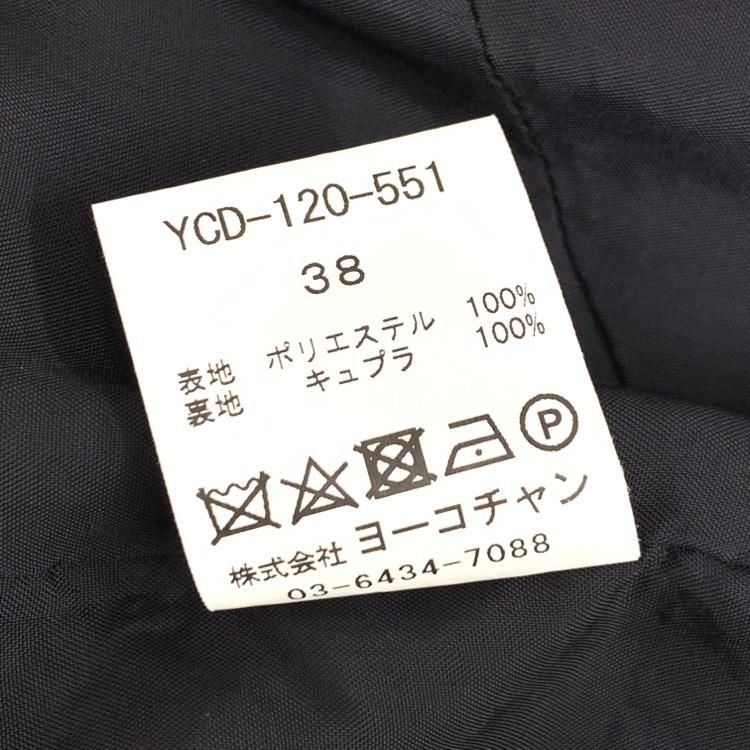 YCD-120-551
38
表地 ポリエステル 100%
裏地 キュプラ 100%
P
株式会社 ヨーコチャン
03-6434-7088